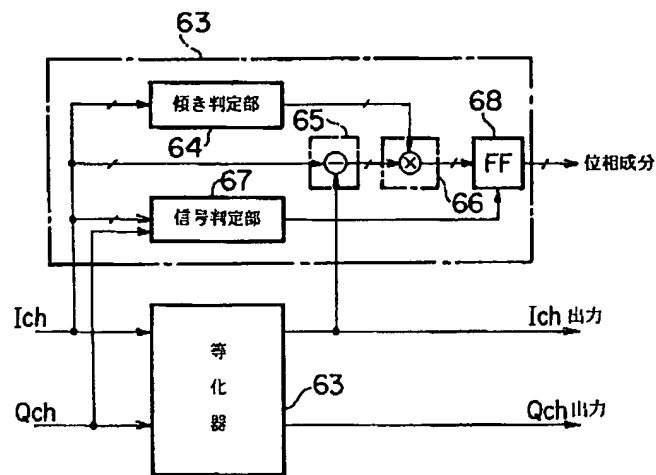 63
傾き判定部
64
65
68
FF
位相成分
66
67
信号判定部
Ich
等化器
Ich出力
63
Qch
Qch出力